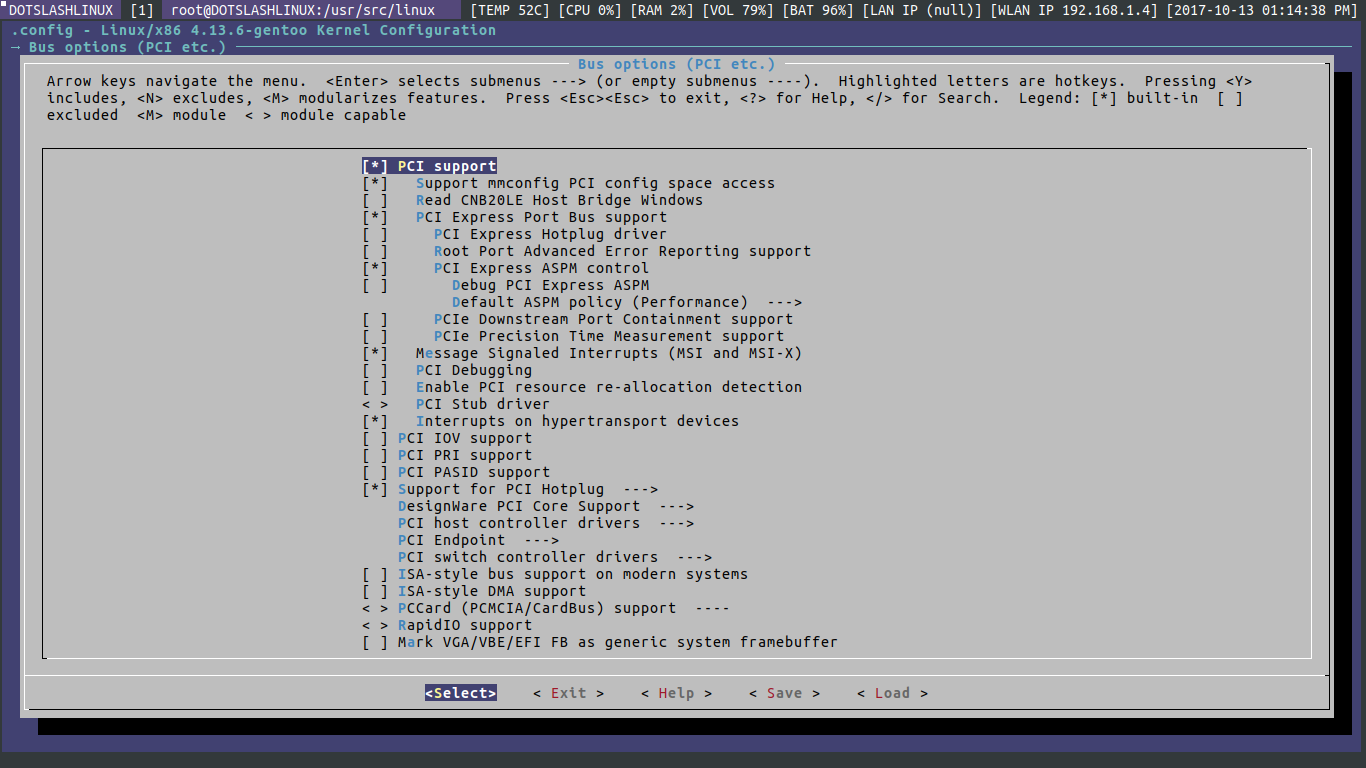 DOTSLASHLINUX [1] root@DOTSLASHLINUX:/usr/src/linux [TEMP 52C] [CPU 0%] [RAM 2%] [VOL 79%] [BAT 96%] [LAN IP (null)] [WLAN IP 192.168.1.4] [2017-10-13 01:14:38 PM]
.config - Linux/x86 4.13.6-gentoo Kernel Configuration
→ Bus options (PCI etc.)
Bus options (PCI etc.)
Arrow keys navigate the menu.  <Enter> selects submenus ---> (or empty submenus ----).  Highlighted letters are hotkeys.  Pressing <Y>
includes, <N> excludes, <M> modularizes features.  Press <Esc><Esc> to exit, <?> for Help, </> for Search.  Legend: [*] built-in  [ ]
excluded  <M> module  < > module capable
[*] PCI support
[*]   Support mmconfig PCI config space access
[ ]   Read CNB20LE Host Bridge Windows
[*]   PCI Express Port Bus support
[ ]     PCI Express Hotplug driver
[ ]     Root Port Advanced Error Reporting support
[*]     PCI Express ASPM control
[ ]       Debug PCI Express ASPM
Default ASPM policy (Performance)  --->
[ ]     PCIe Downstream Port Containment support
[ ]     PCIe Precision Time Measurement support
[*]   Message Signaled Interrupts (MSI and MSI-X)
[ ]   PCI Debugging
[ ]   Enable PCI resource re-allocation detection
< >   PCI Stub driver
[*]   Interrupts on hypertransport devices
[ ] PCI IOV support
[ ] PCI PRI support
[ ] PCI PASID support
[*] Support for PCI Hotplug  --->
DesignWare PCI Core Support  --->
PCI host controller drivers  --->
PCI Endpoint  --->
PCI switch controller drivers  --->
[ ] ISA-style bus support on modern systems
[ ] ISA-style DMA support
< > PCCard (PCMCIA/CardBus) support  ----
< > RapidIO support
[ ] Mark VGA/VBE/EFI FB as generic system framebuffer
<Select>    < Exit >    < Help >    < Save >    < Load >